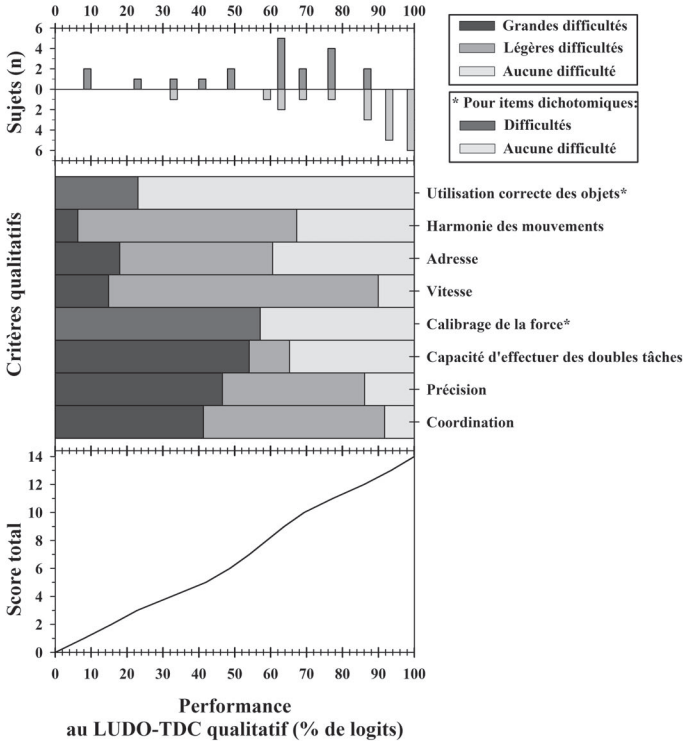 0 10 20 30 40 50 60 70 80 90 100
Sujets (n)
6
4
2
0
2
4
6
Grandes difficultés
Légères difficultés
Aucune difficulté
* Pour items dichotomiques:
Difficultés
Aucune difficulté
Critères qualitatifs
Utilisation correcte des objets*
Harmonie des mouvements
Adresse
Vitesse
Calibrage de la force*
Capacité d'effectuer des doubles tâches
Précision
Coordination
Score total
14
12
10
8
6
4
2
0
0 10 20 30 40 50 60 70 80 90 100
Performance
au LUDO-TDC qualitatif (% de logits)